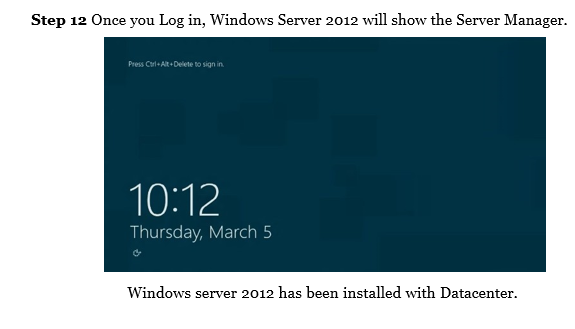 Step 12 Once you Log in, Windows Server 2012 will show the Server Manager.
Press Ctrl+Alt+Delete to sign in.
10:12
Thursday, March 5
Windows server 2012 has been installed with Datacenter.